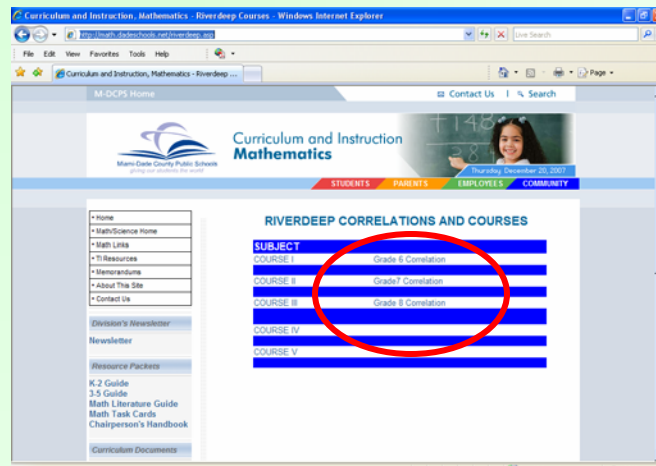 Curriculum and Instruction, Mathematics - Riverdeep Courses - Windows Internet Explorer
http://math.dadeschools.net/riverdeep.asp
Live Search
File Edit View Favorites Tools Help
Curriculum and Instruction, Mathematics - Riverdeep ...
Page
M-DCPS Home
Contact Us | Search
Miami-Dade County Public Schools
giving our students the world
Curriculum and Instruction
Mathematics
Thursday December 20, 2007
STUDENTS PARENTS EMPLOYEES COMMUNITY
• Home
• Math/Science Home
• Math Links
• TI Resources
• Memorandums
• About This Site
• Contact Us
Division's Newsletter
Newsletter
Resource Packets
K-2 Guide
3-5 Guide
Math Literature Guide
Math Task Cards
Chairperson's Handbook
Curriculum Documents
RIVERDEEP CORRELATIONS AND COURSES
SUBJECT
COURSE I Grade 6 Correlation
COURSE II Grade7 Correlation
COURSE III Grade 8 Correlation
COURSE IV
COURSE V